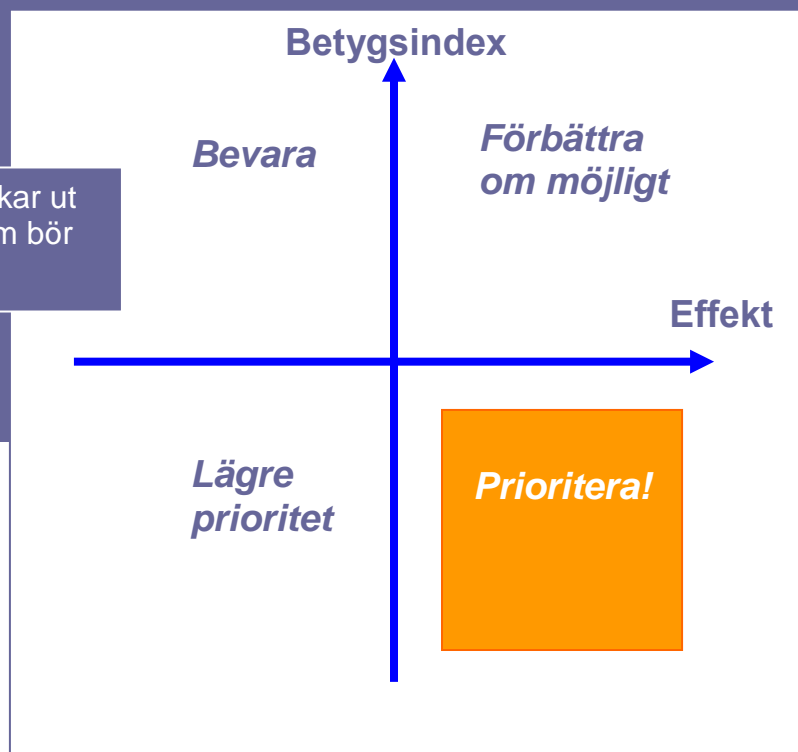 Betygsindex
Bevara
Förbättra
om möjligt
kar ut
m bör
Effekt
Lägre
prioritet
Prioritera!